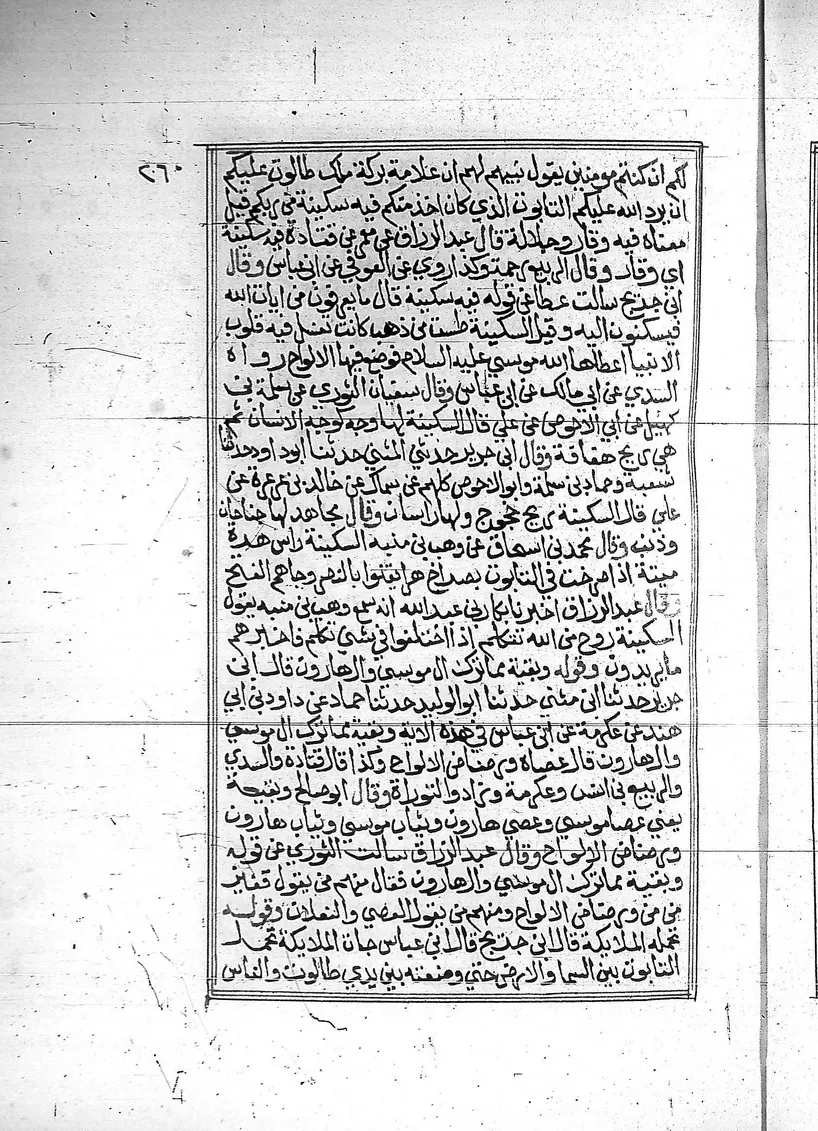 ٢٦٠
لكم ان كنتم مومنين يقول نبيهم لهم ان علامة بركة ملك طالوت عليكم
ان يرد الله عليكم التابوت الذي كان اخذ منكم فيه سكينة من ربكم قيل
معناه فيه وقار وجلالة قال عبد الرزاق عن معمر عن قتادة فيه سكينة
اي وقار وقال الربيع رحمة وكذا روي عن العوفي عن ابن عباس وقال
ابن جريج سالت عطا عن قوله فيه سكينة قال ما يعرفون من ايات الله
فيسكنون اليه وقيل السكينة طست من ذهب كانت تغسل فيه قلوب
الانبيا اعطاها الله موسي عليه السلام فوضع فيها الالواح رواه
السدي عن ابي مالك عن ابن عباس وقال سفيان الثوري عن سلمة بن
كهيل عن ابي الاحوص عن علي قال السكينة لها وجه كوجه الانسان ثم
هي ريح هفافة وقال ابن جرير حدثني المثني حدثنا ابو داود حدثنا
شعبة وحماد بن سلمة وابو الاحوص كلهم عن سماك عن خالد بن عرعرة عن
علي قال السكينة ريح خجوج ولها راسان وقال مجاهد لها جناحان
وذنب وقال محمد بن اسحاق عن وهب بن منبه السكينة راس هرة
ميتة اذا صرخت في التابوت بصراخ هر ايقنوا بالنصر وجاهم الفتح
وقال عبد الرزاق اخبرنا بكار بن عبد الله انه سمع وهب بن منبه يقول
السكينة روح من الله تتكلم اذا اختلفوا في شي تكلم فاخبرهم
ما يريدون وقوله وبقية مما ترك ال موسي وال هارون قال ابن
جرير حدثنا ابن مثني حدثنا ابو الوليد حدثنا حماد عن داود بن ابي
هند عن عكرمة عن ابن عباس في هذه الاية وبقية مما ترك ال موسي
وال هارون قال عصاه ورضاض الالواح وكذا قال قتادة والسدي
والربيع بن انس وعكرمة وزاد والتوراة وقال ابو صالح وبقية
يعني عصا موسي وعصي هارون وثياب موسي وثياب هارون
ورضاض الالواح وقال عبد الرزاق سالت الثوري عن قوله
وبقية مما ترك ال موسي وال هارون فقال منهم من يقول قفيز
من من ورضاض الالواح ومنهم من يقول العصي والنعلان وقوله
تحمله الملايكة قال ابن جريج قال ابن عباس جات الملايكة تحمل
التابوت بين السما والارض حتي وضعته بين يدي طالوت والناس